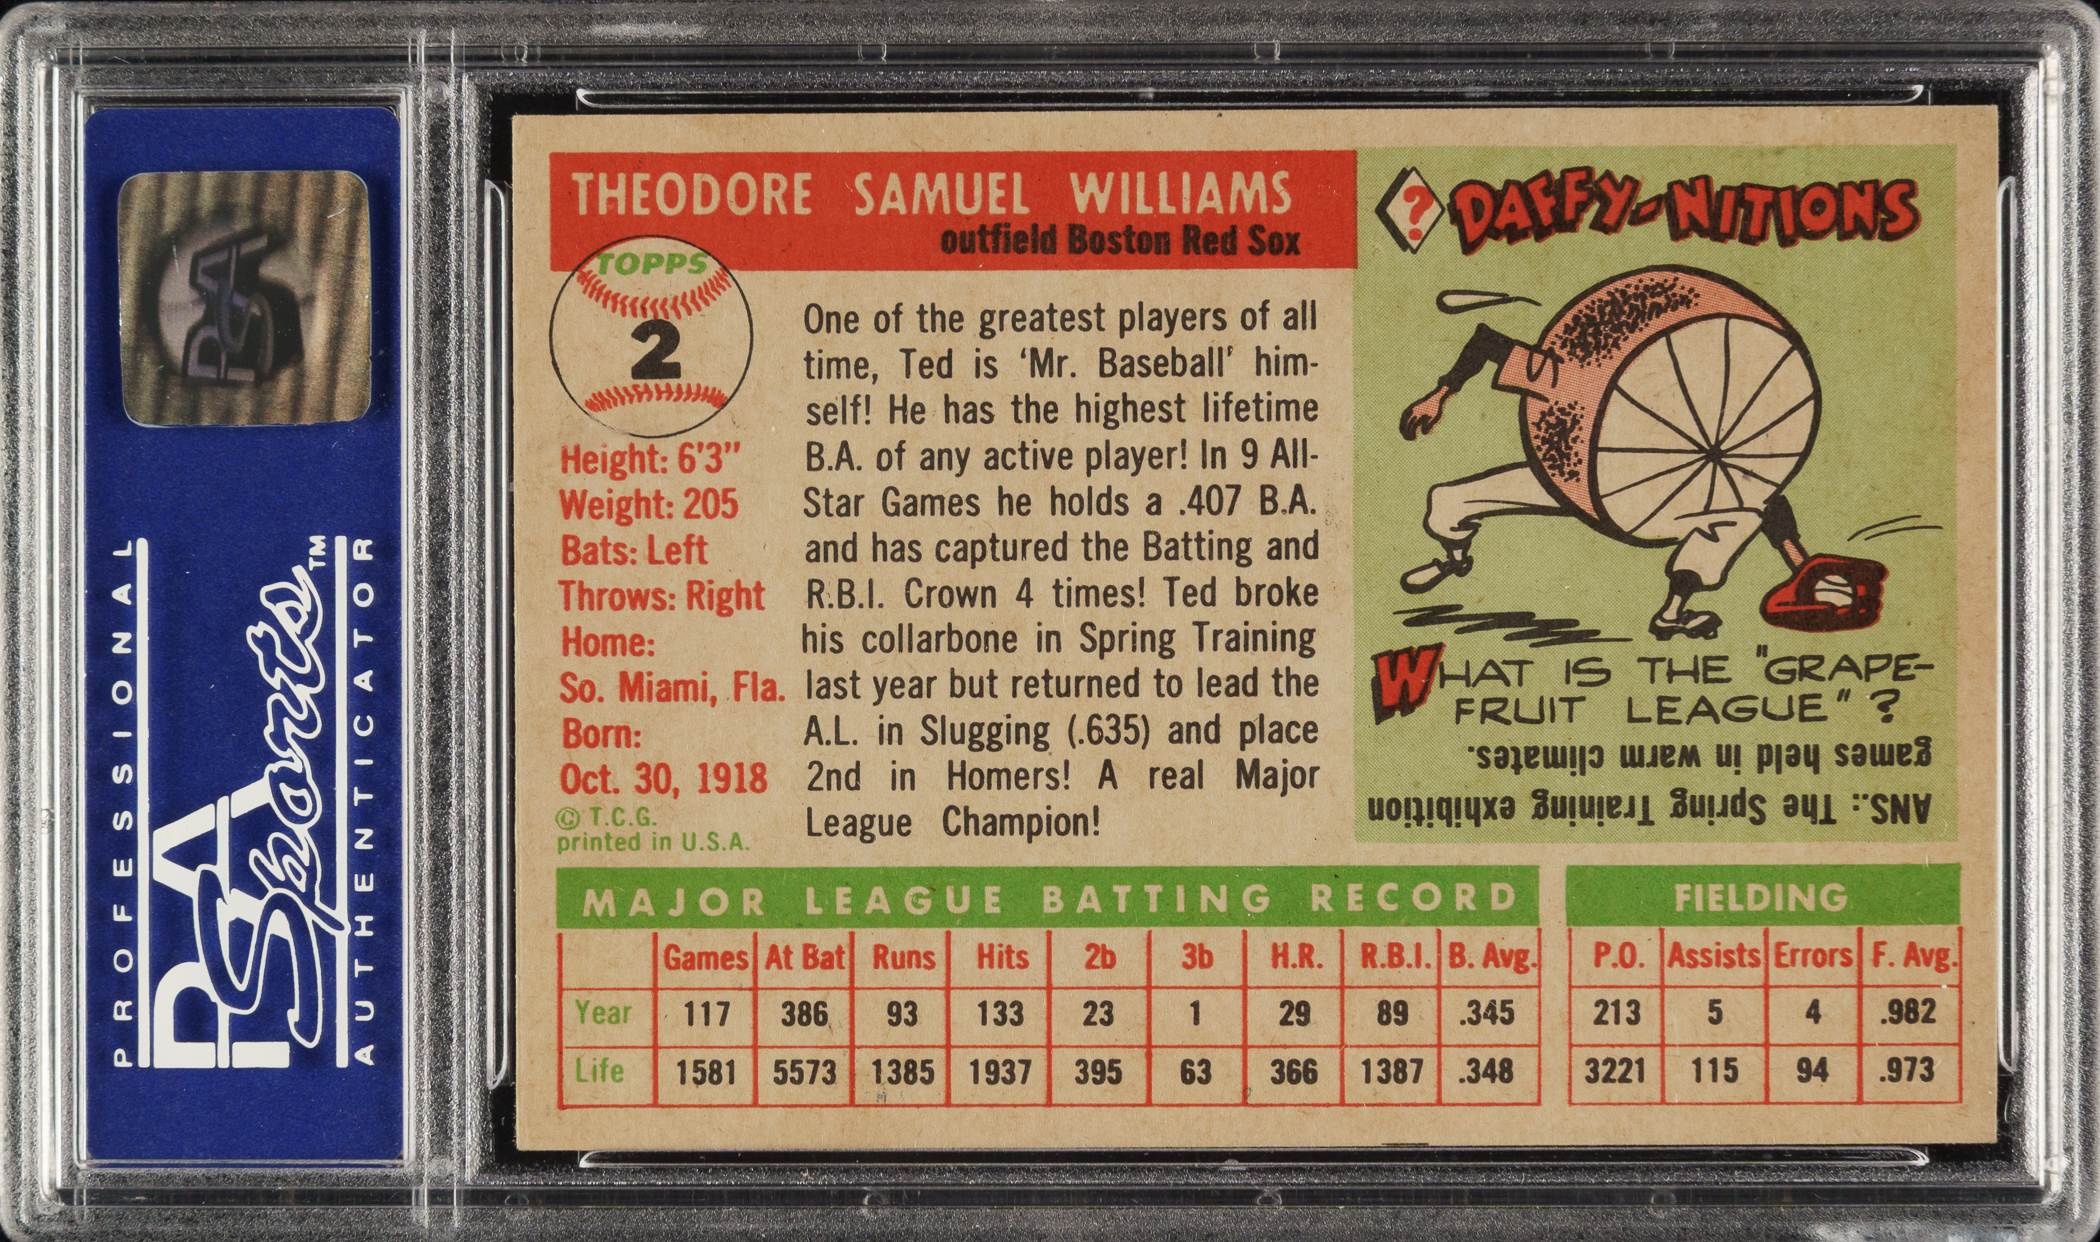 PROFESSIONAL
PSA
Sports™
AUTHENTICATOR
PSA
THEODORE SAMUEL WILLIAMS
outfield Boston Red Sox
TOPPS
2
Height: 6'3"
Weight: 205
Bats: Left
Throws: Right
Home:
So. Miami, Fla.
Born:
Oct. 30, 1918
© T.C.G.
printed in U.S.A.
One of the greatest players of all
time, Ted is ‘Mr. Baseball’ him-
self! He has the highest lifetime
B.A. of any active player! In 9 All-
Star Games he holds a .407 B.A.
and has captured the Batting and
R.B.I. Crown 4 times! Ted broke
his collarbone in Spring Training
last year but returned to lead the
A.L. in Slugging (.635) and place
2nd in Homers! A real Major
League Champion!
? DAFFY-NITIONS
WHAT IS THE "GRAPE-
FRUIT LEAGUE"?
ANS.: The Spring Training exhibition
games held in warm climates.
MAJOR LEAGUE BATTING RECORD
Games At Bat Runs Hits 2b 3b H.R. R.B.I. B. Avg.
Year 117 386 93 133 23 1 29 89 .345
Life 1581 5573 1385 1937 395 63 366 1387 .348
FIELDING
P.O. Assists Errors F. Avg.
213 5 4 .982
3221 115 94 .973